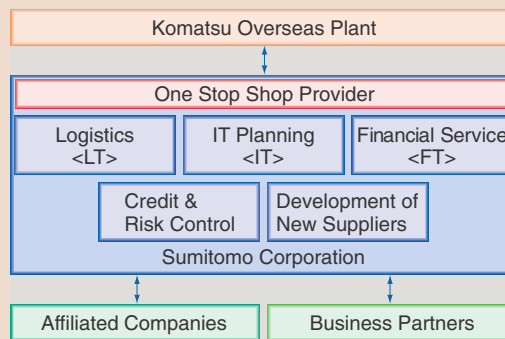 Komatsu Overseas Plant
One Stop Shop Provider
Logistics
<LT>
IT Planning
<IT>
Financial Service
<FT>
Credit &
Risk Control
Development of
New Suppliers
Sumitomo Corporation
Affiliated Companies
Business Partners